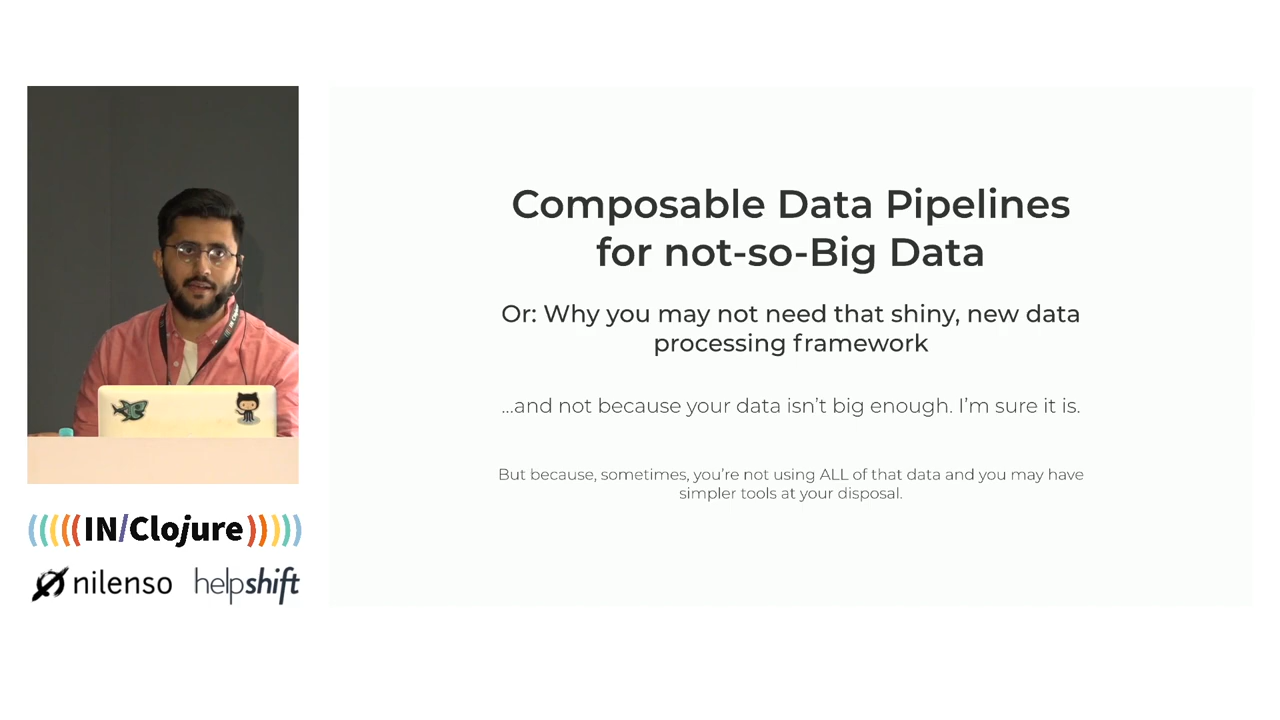 Composable Data Pipelines
for not-so-Big Data
Or: Why you may not need that shiny, new data
processing framework
...and not because your data isn't big enough. I'm sure it is.
But because, sometimes, you're not using ALL of that data and you may have
simpler tools at your disposal.
(((((IN/Clojure)))))
nilenso helpshift